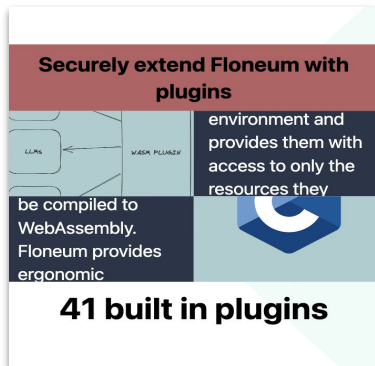 Securely extend Floneum with
plugins
LLMs
WASM PLUGIN
environment and
provides them with
access to only the
resources they
be compiled to
WebAssembly.
Floneum provides
ergonomic
C
41 built in plugins